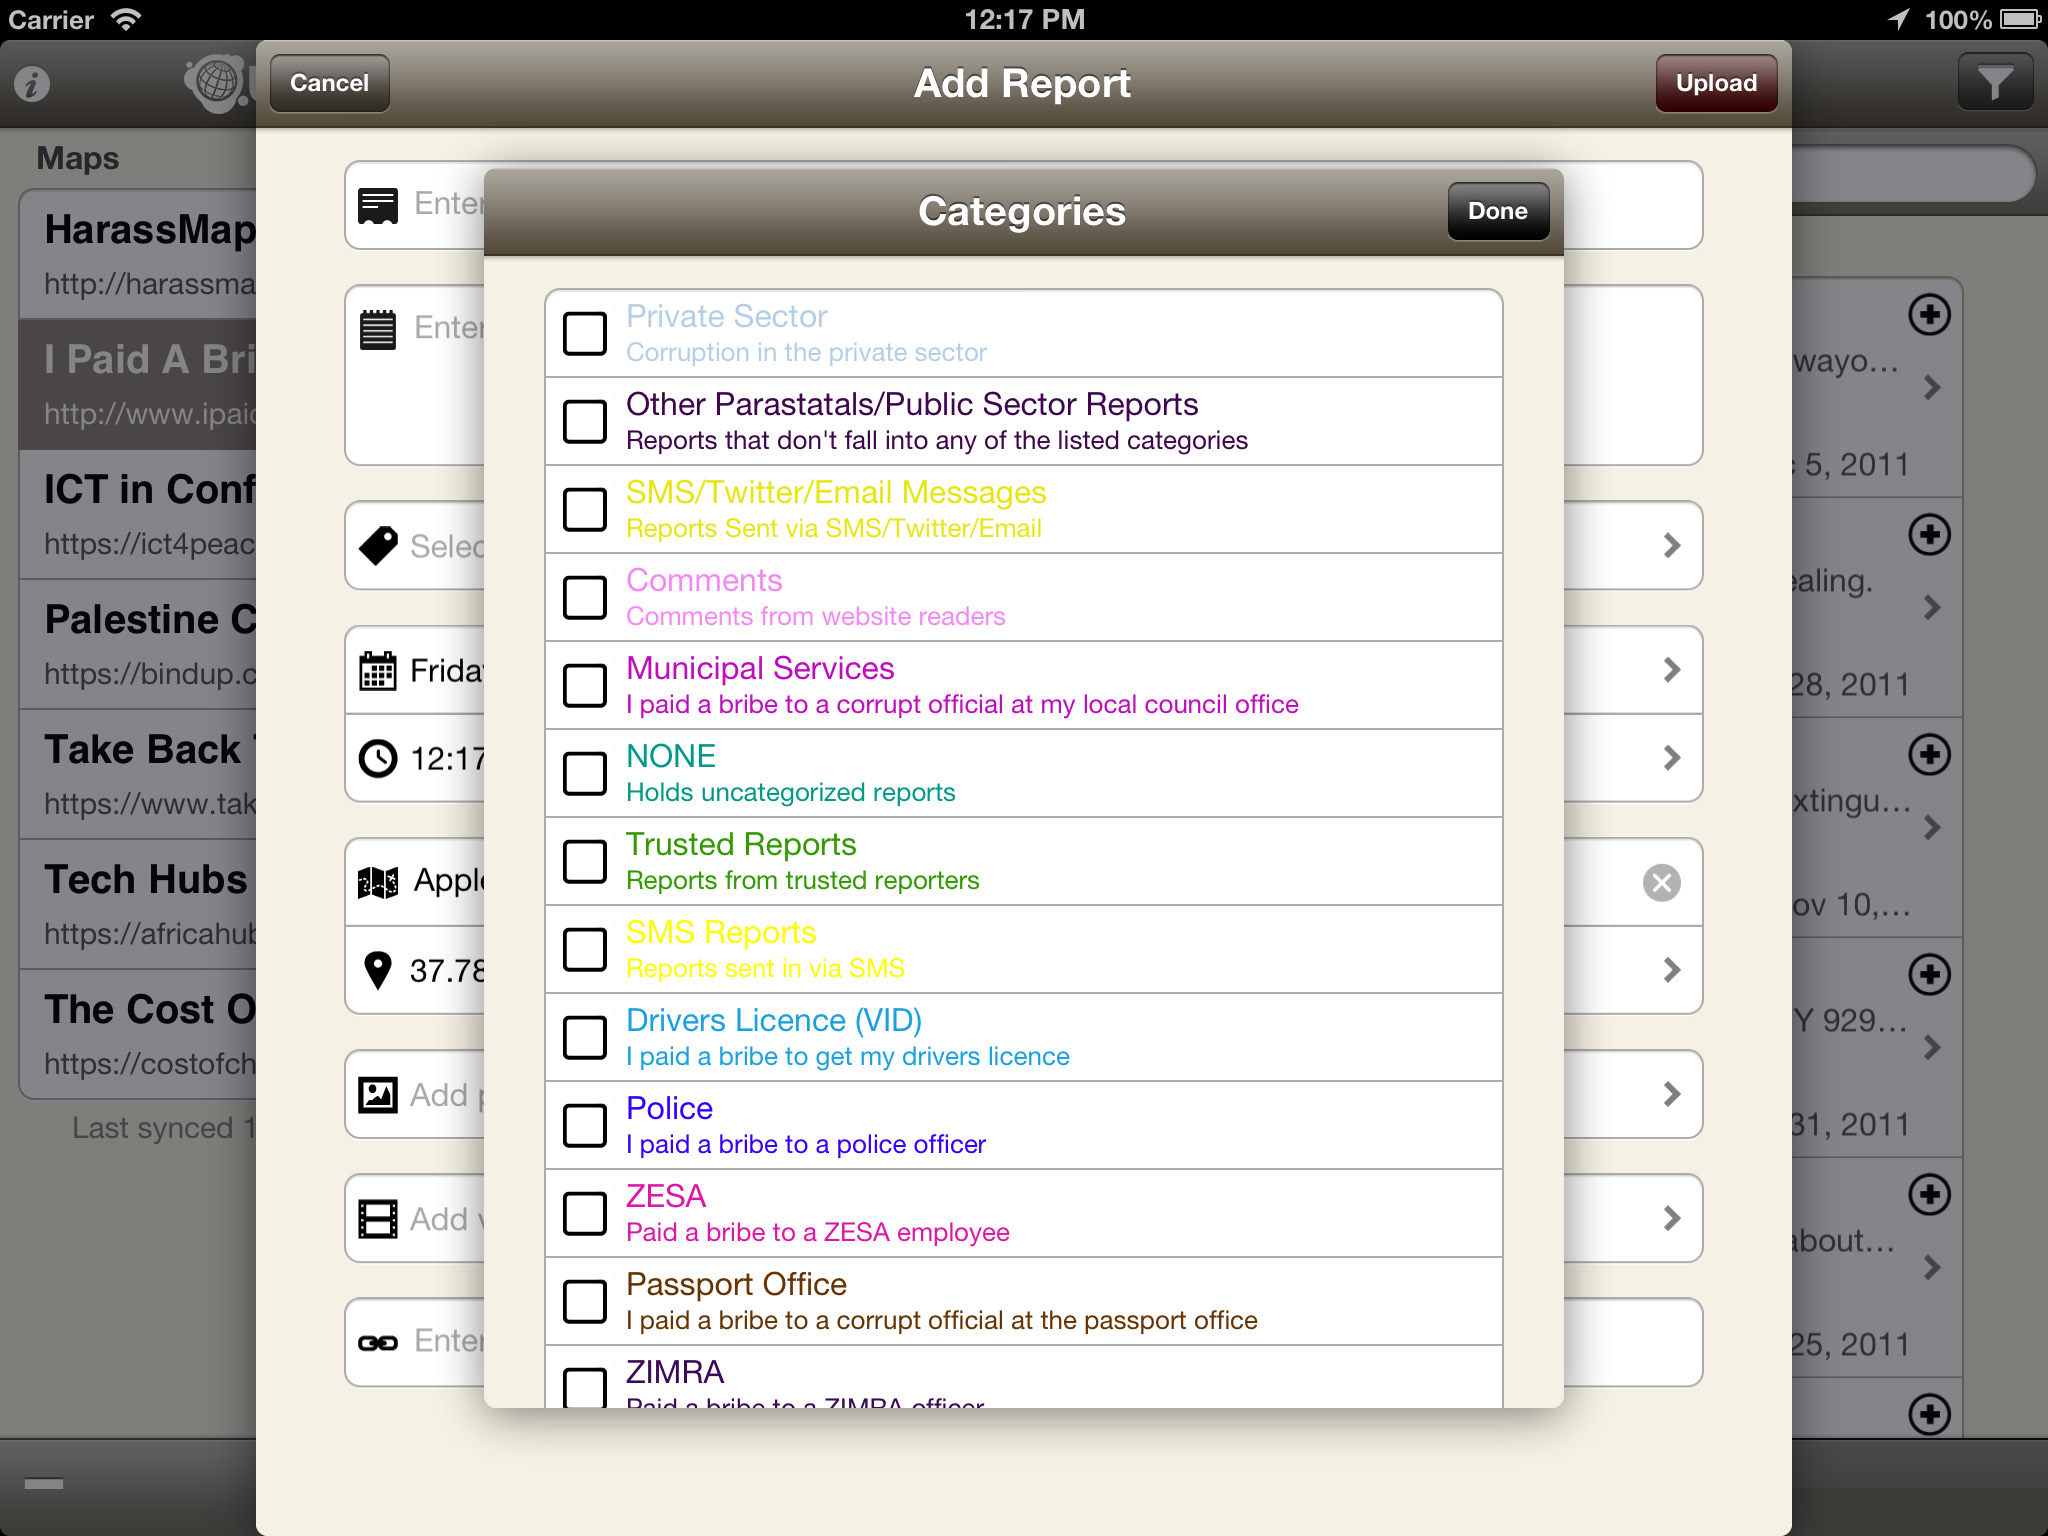 Carrier
12:17 PM
100%
Cancel
Add Report
Upload
Maps
HarassMap
http://harassma
I Paid A Bri
http://www.ipaid
ICT in Conf
https://ict4peac
Palestine C
https://bindup.c
Take Back
https://www.tak
Tech Hubs
https://africahub
The Cost O
https://costofch
Last synced 1
Enter
Enter
Selec
Friday
12:17
Apple
37.78
Add
Add
Enter
Categories
Done
Private Sector
Corruption in the private sector
Other Parastatals/Public Sector Reports
Reports that don't fall into any of the listed categories
SMS/Twitter/Email Messages
Reports Sent via SMS/Twitter/Email
Comments
Comments from website readers
Municipal Services
I paid a bribe to a corrupt official at my local council office
NONE
Holds uncategorized reports
Trusted Reports
Reports from trusted reporters
SMS Reports
Reports sent in via SMS
Drivers Licence (VID)
I paid a bribe to get my drivers licence
Police
I paid a bribe to a police officer
ZESA
Paid a bribe to a ZESA employee
Passport Office
I paid a bribe to a corrupt official at the passport office
ZIMRA
Paid a bribe to a ZIMRA officer
wayo...
5, 2011
ealing.
28, 2011
xtingu...
ov 10,...
Y 929...
31, 2011
about...
25, 2011